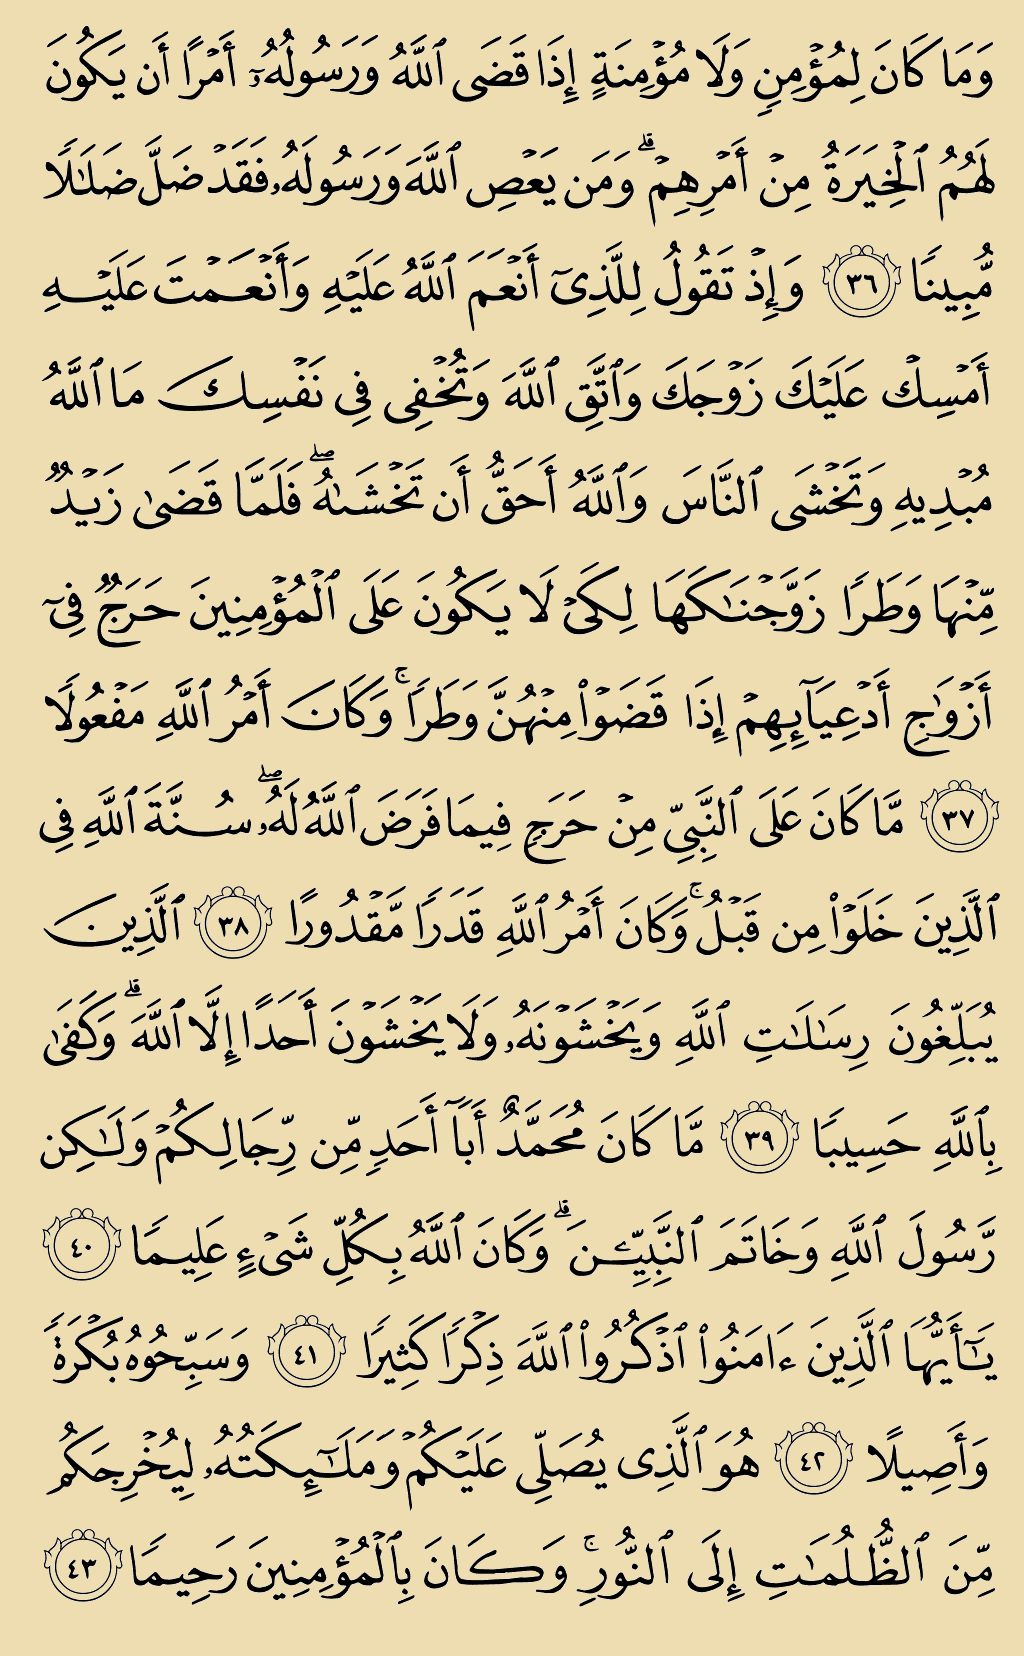 وَمَا كَانَ لِمُؤْمِنٍ وَلَا مُؤْمِنَةٍ إِذَا قَضَى ٱللَّهُ وَرَسُولُهُۥٓ أَمْرًا أَن يَكُونَ
لَهُمُ ٱلْخِيَرَةُ مِنْ أَمْرِهِمْ ۗ وَمَن يَعْصِ ٱللَّهَ وَرَسُولَهُۥ فَقَدْ ضَلَّ ضَلَٰلًا
مُّبِينًا ٣٦ وَإِذْ تَقُولُ لِلَّذِىٓ أَنْعَمَ ٱللَّهُ عَلَيْهِ وَأَنْعَمْتَ عَلَيْهِ
أَمْسِكْ عَلَيْكَ زَوْجَكَ وَٱتَّقِ ٱللَّهَ وَتُخْفِى فِى نَفْسِكَ مَا ٱللَّهُ
مُبْدِيهِ وَتَخْشَى ٱلنَّاسَ وَٱللَّهُ أَحَقُّ أَن تَخْشَىٰهُ ۖ فَلَمَّا قَضَىٰ زَيْدٌ
مِّنْهَا وَطَرًا زَوَّجْنَٰكَهَا لِكَىْ لَا يَكُونَ عَلَى ٱلْمُؤْمِنِينَ حَرَجٌ فِىٓ
أَزْوَٰجِ أَدْعِيَآئِهِمْ إِذَا قَضَوْا۟ مِنْهُنَّ وَطَرًا ۚ وَكَانَ أَمْرُ ٱللَّهِ مَفْعُولًا
٣٧ مَّا كَانَ عَلَى ٱلنَّبِىِّ مِنْ حَرَجٍ فِيمَا فَرَضَ ٱللَّهُ لَهُۥ ۖ سُنَّةَ ٱللَّهِ فِى
ٱلَّذِينَ خَلَوْا۟ مِن قَبْلُ ۚ وَكَانَ أَمْرُ ٱللَّهِ قَدَرًا مَّقْدُورًا ٣٨ ٱلَّذِينَ
يُبَلِّغُونَ رِسَٰلَٰتِ ٱللَّهِ وَيَخْشَوْنَهُۥ وَلَا يَخْشَوْنَ أَحَدًا إِلَّا ٱللَّهَ ۗ وَكَفَىٰ
بِٱللَّهِ حَسِيبًا ٣٩ مَّا كَانَ مُحَمَّدٌ أَبَآ أَحَدٍ مِّن رِّجَالِكُمْ وَلَٰكِن
رَّسُولَ ٱللَّهِ وَخَاتَمَ ٱلنَّبِيِّـۧنَ ۗ وَكَانَ ٱللَّهُ بِكُلِّ شَىْءٍ عَلِيمًا ٤٠
يَٰٓأَيُّهَا ٱلَّذِينَ ءَامَنُوا۟ ٱذْكُرُوا۟ ٱللَّهَ ذِكْرًا كَثِيرًا ٤١ وَسَبِّحُوهُ بُكْرَةً
وَأَصِيلًا ٤٢ هُوَ ٱلَّذِى يُصَلِّى عَلَيْكُمْ وَمَلَٰٓئِكَتُهُۥ لِيُخْرِجَكُم
مِّنَ ٱلظُّلُمَٰتِ إِلَى ٱلنُّورِ ۚ وَكَانَ بِٱلْمُؤْمِنِينَ رَحِيمًا ٤٣